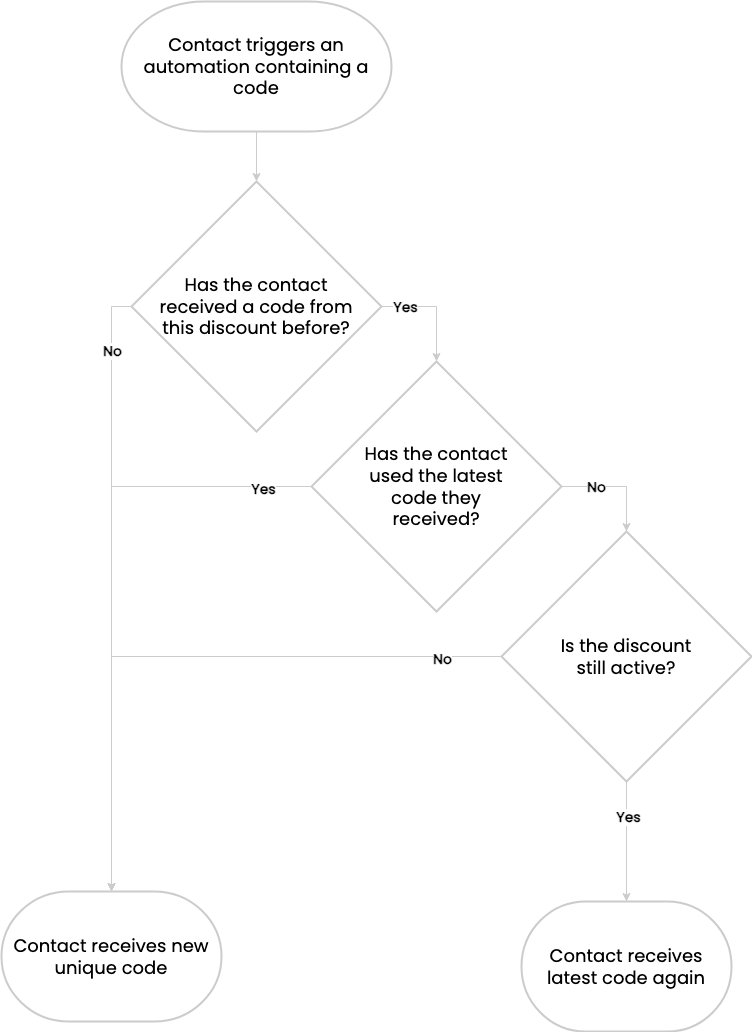 Contact triggers an
automation containing a
code
Has the contact
received a code from
this discount before?
Yes
No
Has the contact
used the latest
code they
received?
Yes
No
Is the discount
still active?
No
Yes
Contact receives new
unique code
Contact receives
latest code again